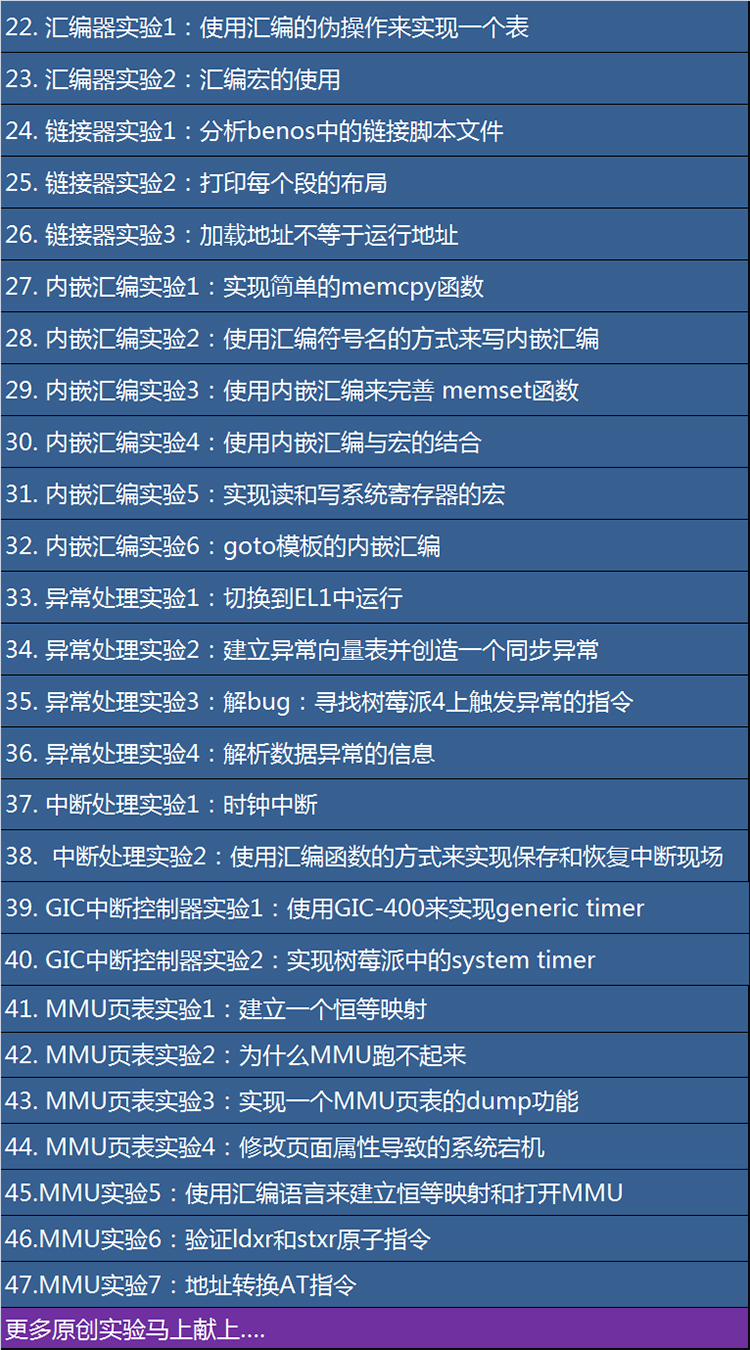 22. 汇编器实验1：使用汇编的伪操作来实现一个表
23. 汇编器实验2：汇编宏的使用
24. 链接器实验1：分析benos中的链接脚本文件
25. 链接器实验2：打印每个段的布局
26. 链接器实验3：加载地址不等于运行地址
27. 内嵌汇编实验1：实现简单的memcpy函数
28. 内嵌汇编实验2：使用汇编符号名的方式来写内嵌汇编
29. 内嵌汇编实验3：使用内嵌汇编来完善 memset函数
30. 内嵌汇编实验4：使用内嵌汇编与宏的结合
31. 内嵌汇编实验5：实现读和写系统寄存器的宏
32. 内嵌汇编实验6：goto模板的内嵌汇编
33. 异常处理实验1：切换到EL1中运行
34. 异常处理实验2：建立异常向量表并创造一个同步异常
35. 异常处理实验3：解bug：寻找树莓派4上触发异常的指令
36. 异常处理实验4：解析数据异常的信息
37. 中断处理实验1：时钟中断
38.  中断处理实验2：使用汇编函数的方式来实现保存和恢复中断现场
39. GIC中断控制器实验1：使用GIC-400来实现generic timer
40. GIC中断控制器实验2：实现树莓派中的system timer
41. MMU页表实验1：建立一个恒等映射
42. MMU页表实验2：为什么MMU跑不起来
43. MMU页表实验3：实现一个MMU页表的dump功能
44. MMU页表实验4：修改页面属性导致的系统宕机
45.MMU实验5：使用汇编语言来建立恒等映射和打开MMU
46.MMU实验6：验证ldxr和stxr原子指令
47.MMU实验7：地址转换AT指令
更多原创实验马上献上....